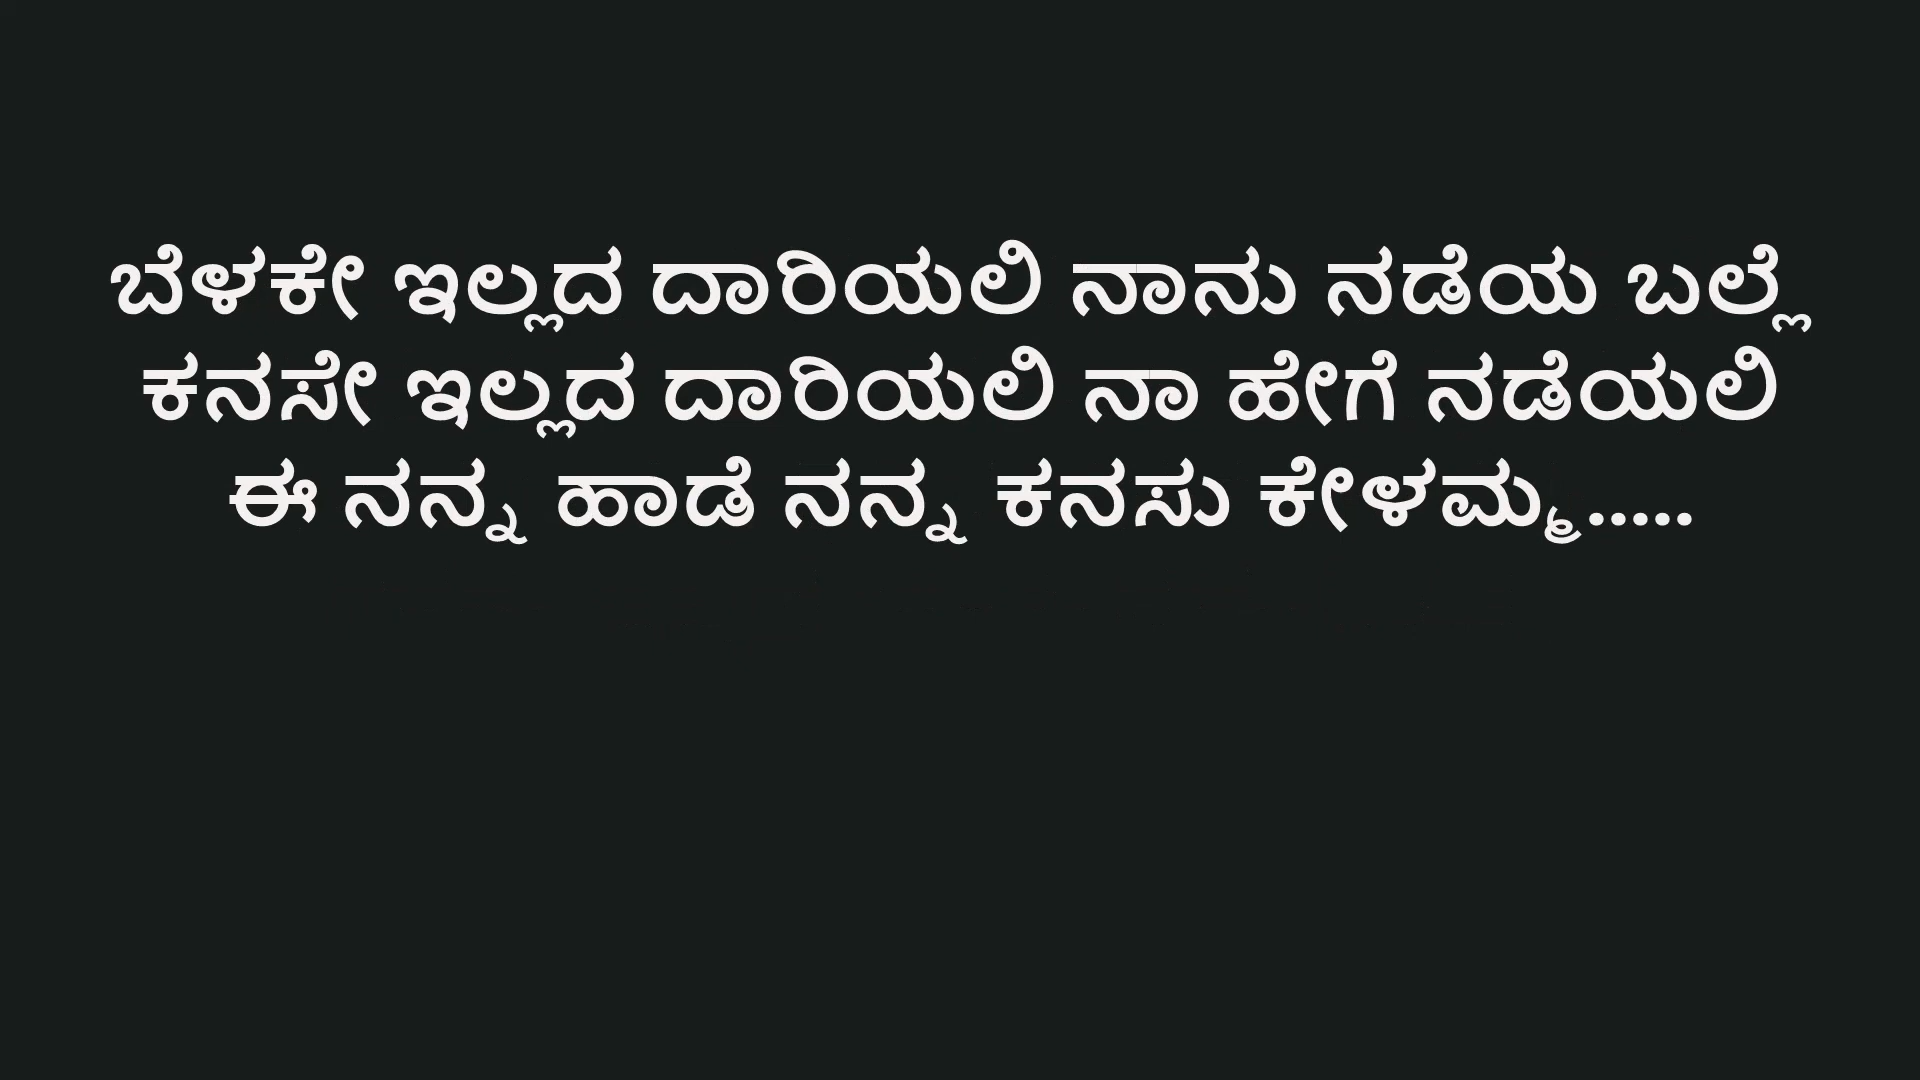 ಬೆಳಕೇ ಇಲ್ಲದ ದಾರಿಯಲಿ ನಾನು ನಡೆಯ ಬಲ್ಲೆ
ಕನಸೇ ಇಲ್ಲದ ದಾರಿಯಲಿ ನಾ ಹೇಗೆ ನಡೆಯಲಿ
ಈ ನನ್ನ ಹಾಡೆ ನನ್ನ ಕನಸು ಕೇಳಮ್ಮ.....